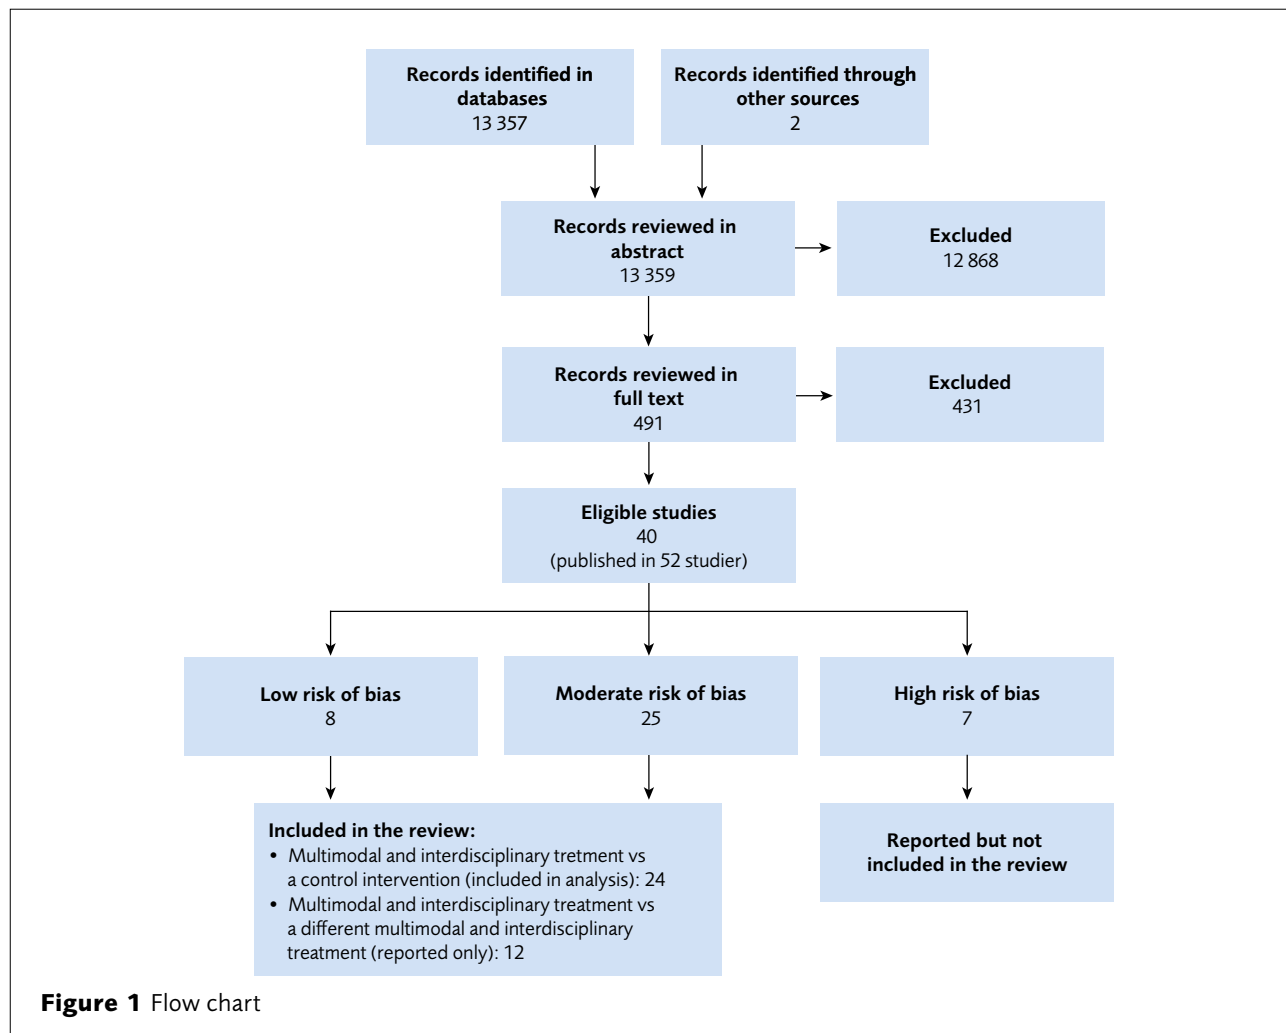 Records identified in
databases
13 357
Records identified through
other sources
2
Records reviewed in
abstract
13 359
Excluded
12 868
Records reviewed in
full text
491
Excluded
431
Eligible studies
40
(published in 52 studier)
Low risk of bias
8
Moderate risk of bias
25
High risk of bias
7
Included in the review:
• Multimodal and interdisciplinary tretment vs
a control intervention (included in analysis): 24
• Multimodal and interdisciplinary treatment vs
a different multimodal and interdisciplinary
treatment (reported only): 12
Reported but not
included in the review
Figure 1 Flow chart